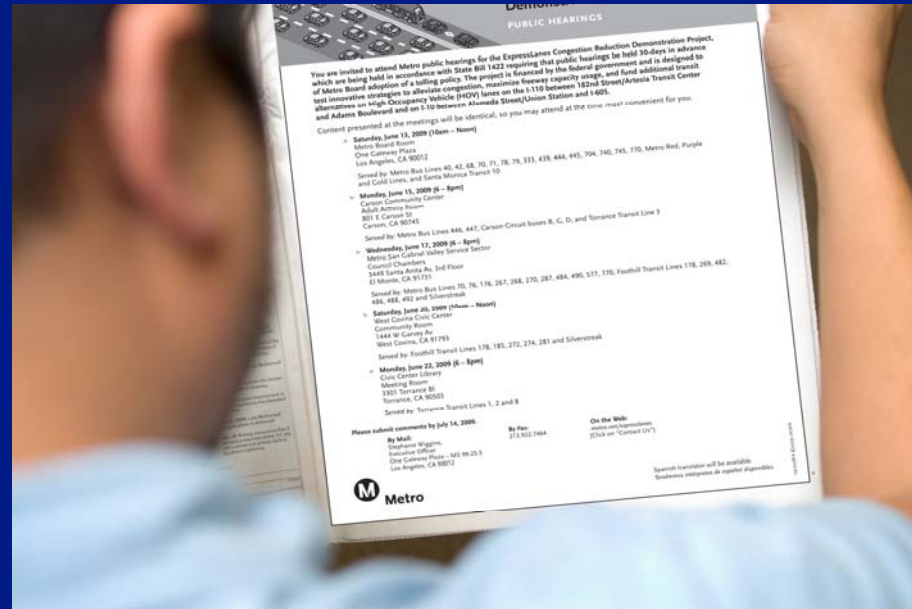 PUBLIC HEARINGS
You are invited to attend Metro public hearings for the ExpressLanes Congestion Reduction Demonstration Project,
which are being held in accordance with State Bill 1422 requiring that public hearings be held 30-days in advance
of Metro Board adoption of a tolling policy. The project is financed by the federal government and is designed to
test innovative strategies to alleviate congestion, maximize freeway capacity usage, and fund additional transit
alternatives on High Occupancy Vehicle (HOV) lanes on the I-110 between 182nd Street/Artesia Transit Center
and Adams Boulevard and on I-10 between Alameda Street/Union Station and I-605.
Content presented at the meetings will be identical, so you may attend at the time most convenient for you.
> Saturday, June 13, 2009 (10am – Noon)
Metro Board Room
One Gateway Plaza
Los Angeles, CA 90012
Served by: Metro Bus Lines 40, 42, 68, 70, 71, 78, 79, 333, 439, 444, 445, 704, 740, 745, 770, Metro Red, Purple
and Gold Lines, and Santa Monica Transit 10
> Monday, June 15, 2009 (6 – 8pm)
Carson Community Center
Adult Activity Room
801 E Carson St
Carson, CA 90745
Served by: Metro Bus Lines 446, 447, Carson Circuit buses B, C, D, and Torrance Transit Line 3
> Wednesday, June 17, 2009 (6 – 8pm)
Metro San Gabriel Valley Service Sector
Council Chambers
3449 Santa Anita Av, 3rd Floor
El Monte, CA 91731
Served by: Metro Bus Lines 70, 76, 176, 267, 268, 270, 287, 484, 490, 577, 770, Foothill Transit Lines 178, 269, 482,
486, 488, 492 and Silverstreak
> Saturday, June 20, 2009 (10am – Noon)
West Covina Civic Center
Community Room
1444 W Garvey Av
West Covina, CA 91793
Served by: Foothill Transit Lines 178, 185, 272, 274, 281 and Silverstreak
> Monday, June 22, 2009 (6 – 8pm)
Civic Center Library
Meeting Room
3301 Torrance Bl
Torrance, CA 90503
Served by: Torrance Transit Lines 1, 2 and 8
Please submit comments by July 14, 2009.
By Mail:
Stephanie Wiggins,
Executive Officer
One Gateway Plaza – MS 99-25-5
Los Angeles, CA 90012
By Fax:
213.922.7464
On the Web:
metro.net/expresslanes
(Click on "Contact Us")
Spanish translator will be available.
Tendremos intérpretes de español disponibles.
M Metro